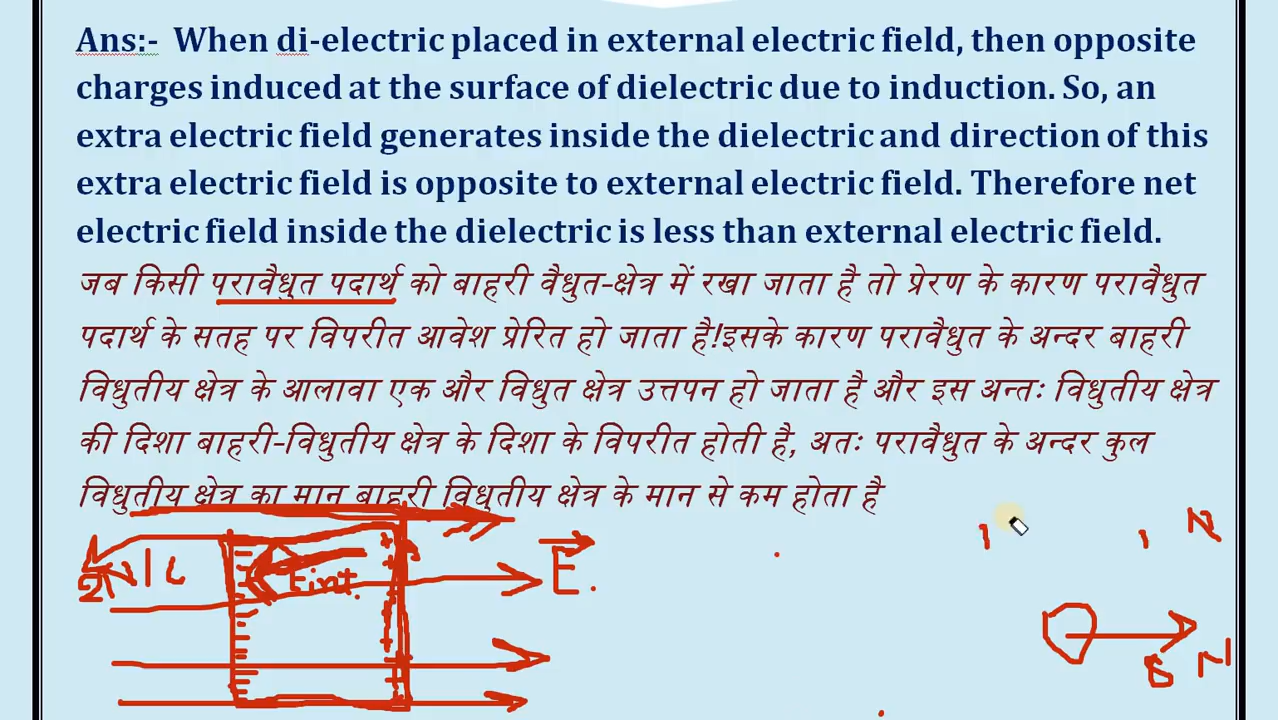 Ans:- When di-electric placed in external electric field, then opposite
charges induced at the surface of dielectric due to induction. So, an
extra electric field generates inside the dielectric and direction of this
extra electric field is opposite to external electric field. Therefore net
electric field inside the dielectric is less than external electric field.
जब किसी परावैधुत पदार्थ को बाहरी वैधुत-क्षेत्र में रखा जाता है तो प्रेरण के कारण परावैधुत
पदार्थ के सतह पर विपरीत आवेश प्रेरित हो जाता है!इसके कारण परावैधुत के अन्दर बाहरी
विधुतीय क्षेत्र के आलावा एक और विधुत क्षेत्र उत्तपन हो जाता है और इस अन्तः विधुतीय क्षेत्र
की दिशा बाहरी-विधुतीय क्षेत्र के दिशा के विपरीत होती है, अतः परावैधुत के अन्दर कुल
विधुतीय क्षेत्र का मान बाहरी विधुतीय क्षेत्र के मान से कम होता है
Eint.
E.
N